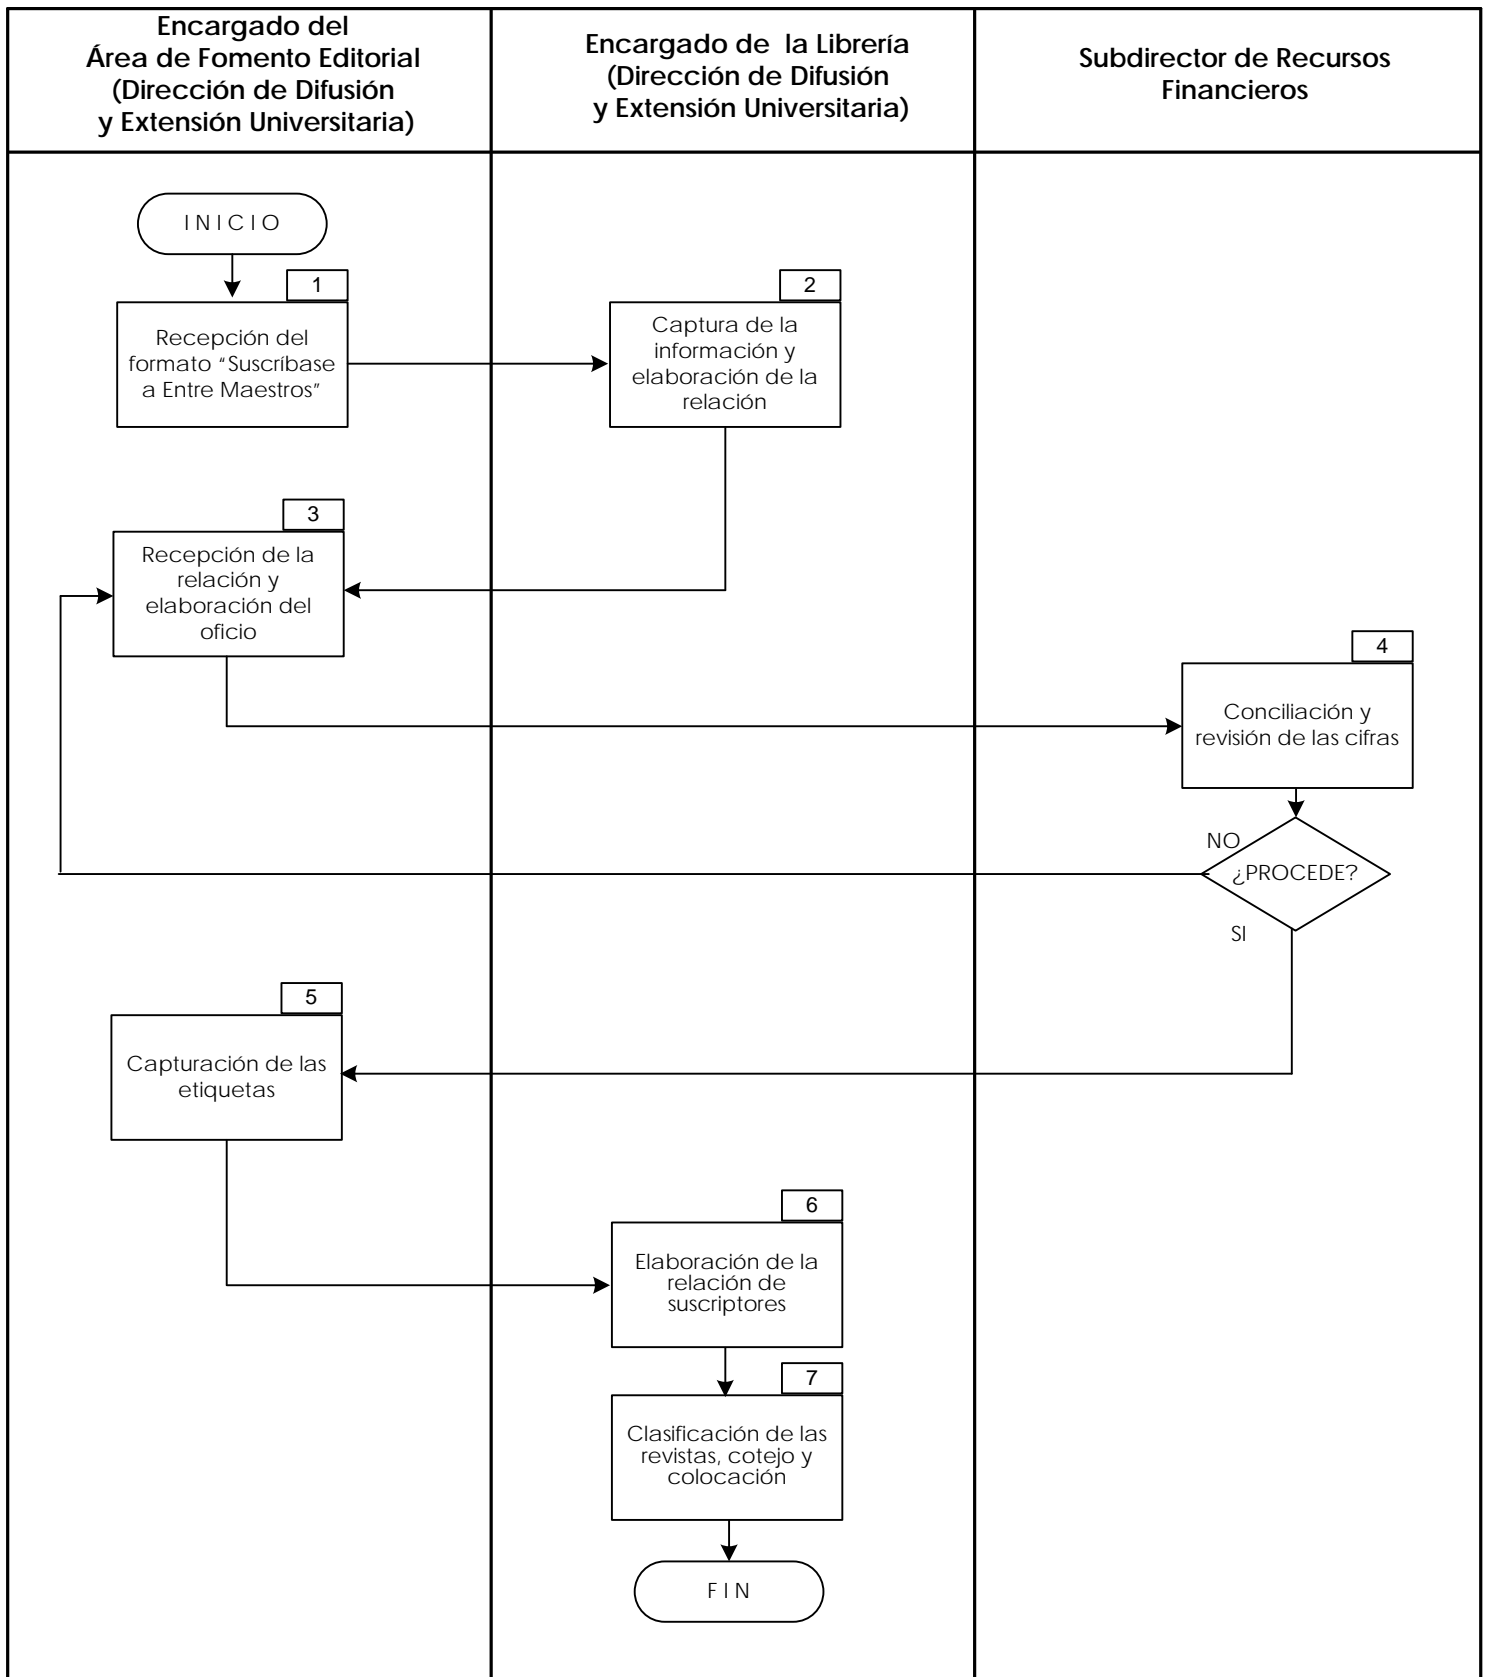 Encargado del
Área de Fomento Editorial
(Dirección de Difusión
y Extensión Universitaria)
Encargado de la Librería
(Dirección de Difusión
y Extensión Universitaria)
Subdirector de Recursos
Financieros
INICIO
1
Recepción del
formato “Suscríbase
a Entre Maestros”
2
Captura de la
información y
elaboración de la
relación
3
Recepción de la
relación y
elaboración del
oficio
4
Conciliación y
revisión de las cifras
NO
¿PROCEDE?
SI
5
Capturación de las
etiquetas
6
Elaboración de la
relación de
suscriptores
7
Clasificación de las
revistas, cotejo y
colocación
FIN